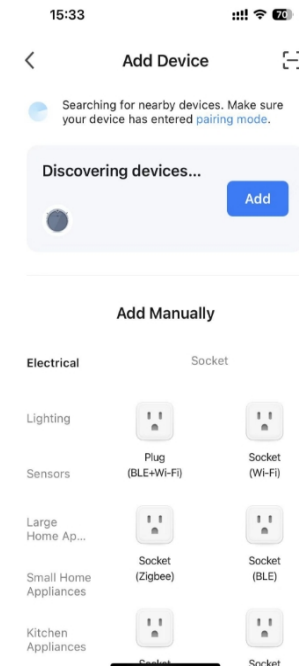 15:33
70
Add Device
Searching for nearby devices. Make sure
your device has entered pairing mode.
Discovering devices...
Add
Add Manually
Electrical
Socket
Lighting
Plug
(BLE+Wi-Fi)
Socket
(Wi-Fi)
Sensors
Large
Home Ap...
Socket
(Zigbee)
Socket
(BLE)
Small Home
Appliances
Kitchen
Appliances
Socket
Socket